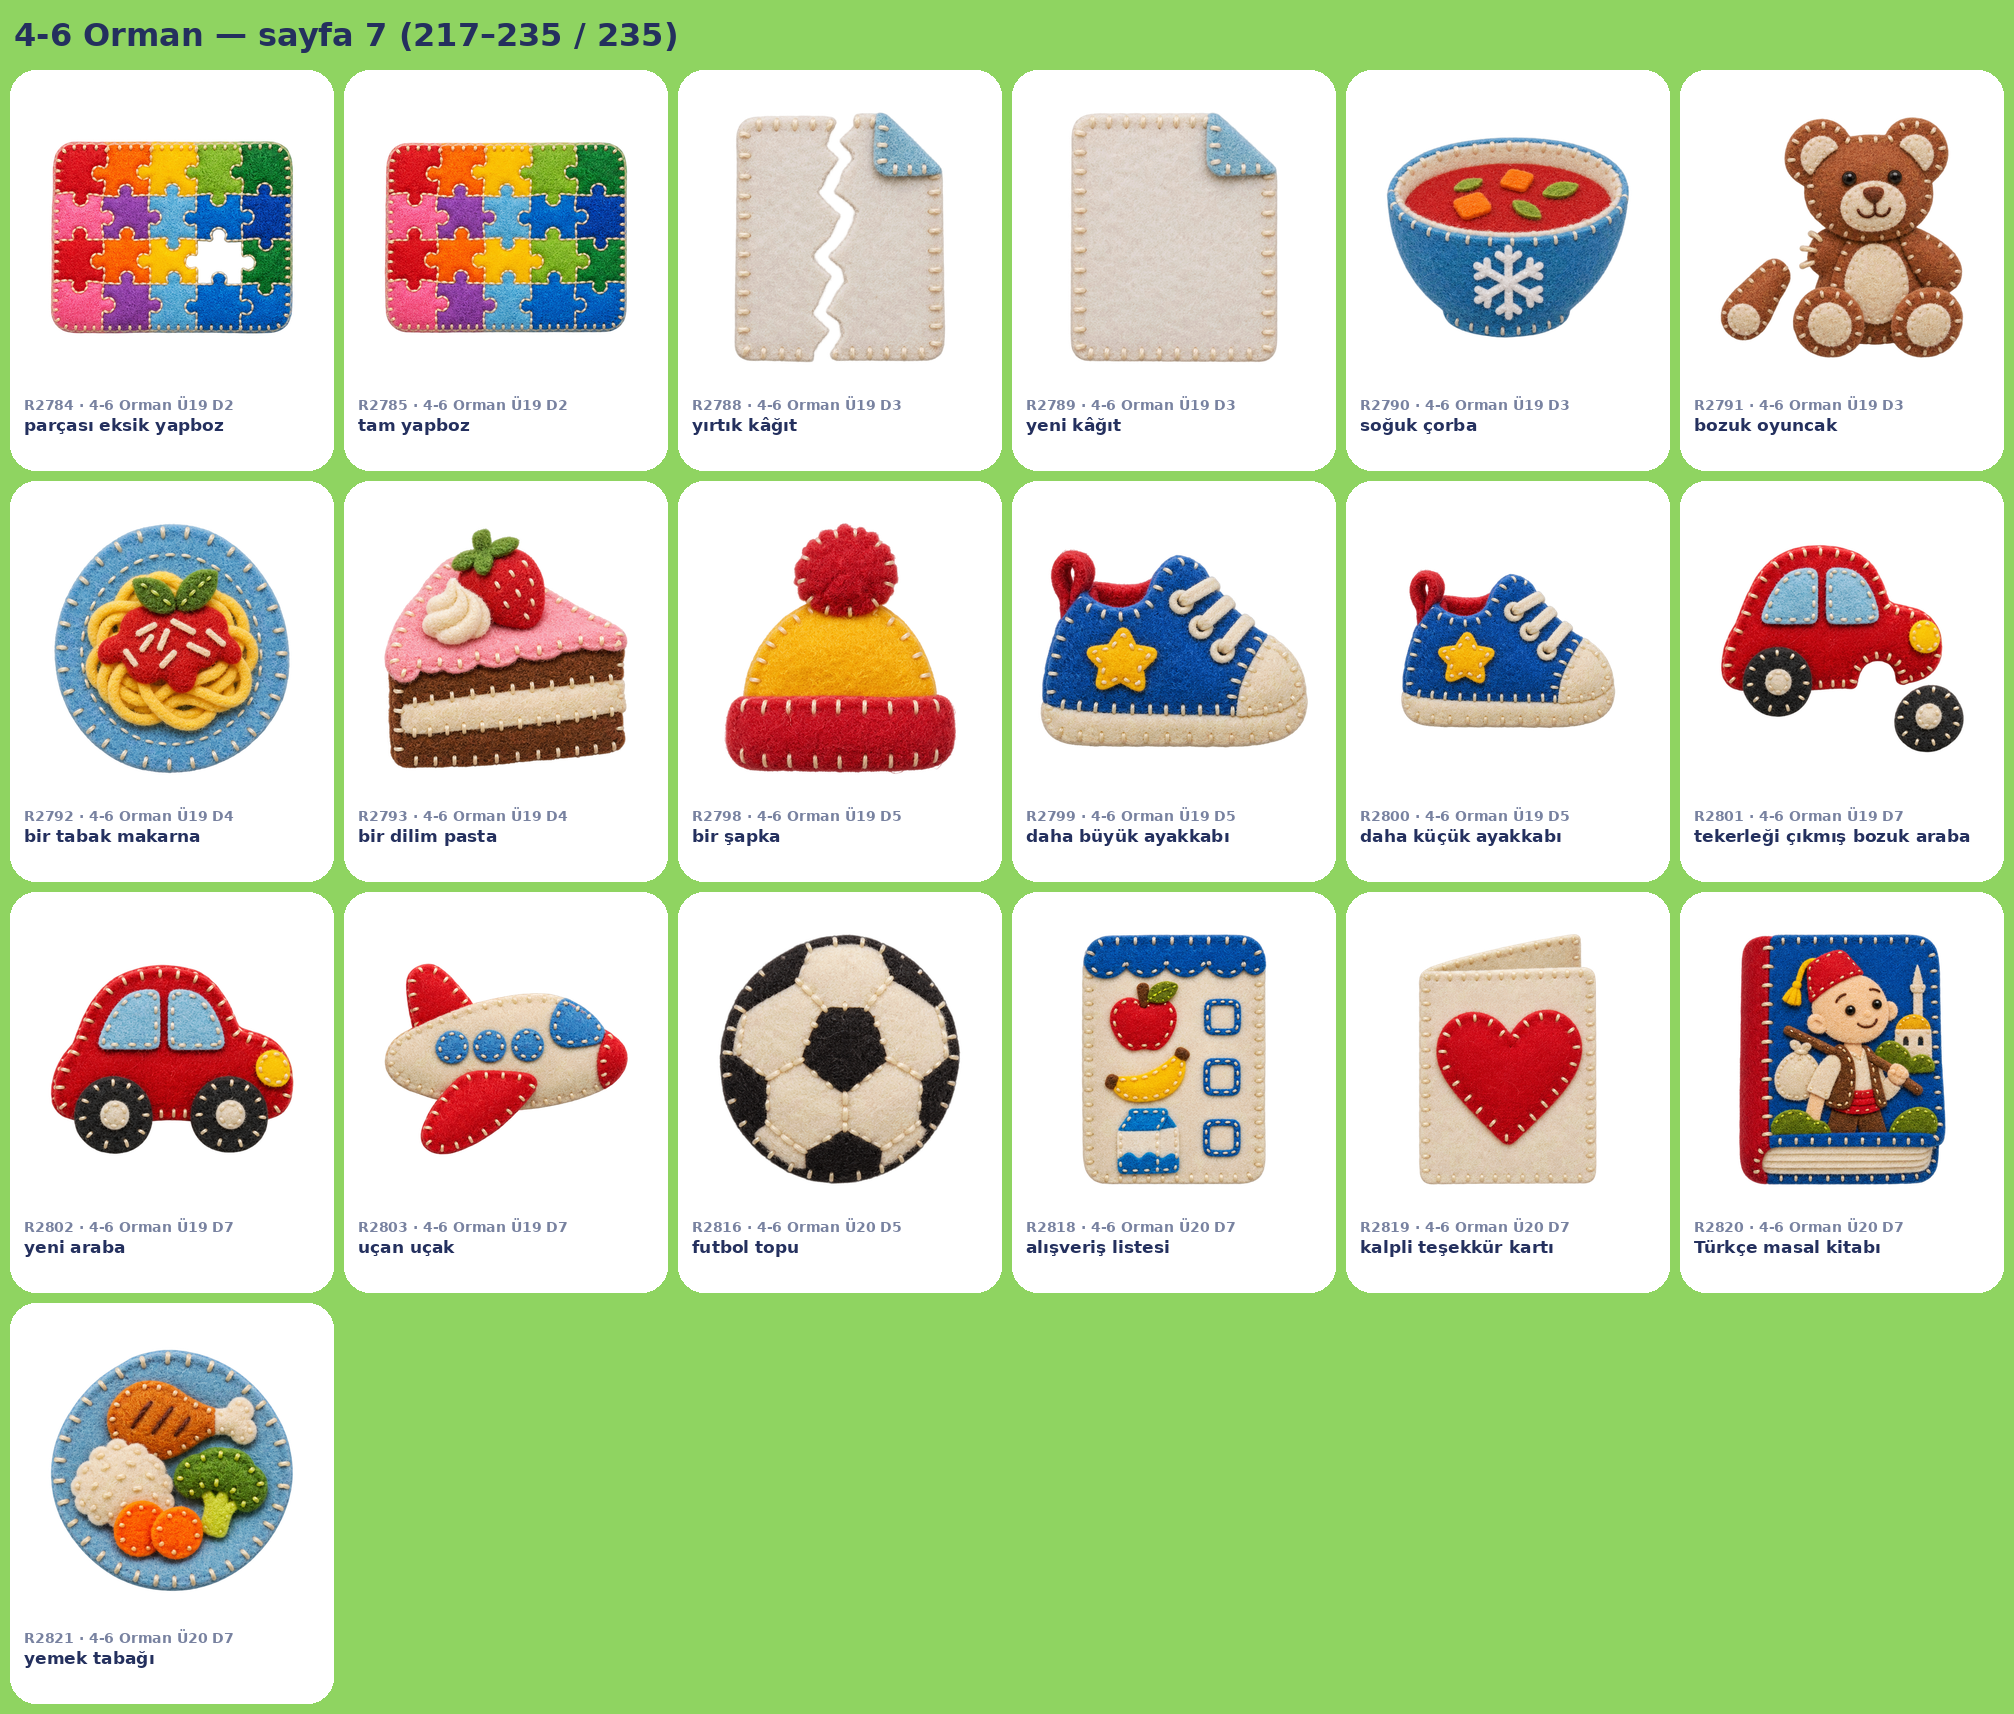 4-6 Orman — sayfa 7 (217–235 / 235)
R2784 · 4-6 Orman Ü19 D2
parçası eksik yapboz
R2785 · 4-6 Orman Ü19 D2
tam yapboz
R2788 · 4-6 Orman Ü19 D3
yırtık kâğıt
R2789 · 4-6 Orman Ü19 D3
yeni kâğıt
R2790 · 4-6 Orman Ü19 D3
soğuk çorba
R2791 · 4-6 Orman Ü19 D3
bozuk oyuncak
R2792 · 4-6 Orman Ü19 D4
bir tabak makarna
R2793 · 4-6 Orman Ü19 D4
bir dilim pasta
R2798 · 4-6 Orman Ü19 D5
bir şapka
R2799 · 4-6 Orman Ü19 D5
daha büyük ayakkabı
R2800 · 4-6 Orman Ü19 D5
daha küçük ayakkabı
R2801 · 4-6 Orman Ü19 D7
tekerleği çıkmış bozuk araba
R2802 · 4-6 Orman Ü19 D7
yeni araba
R2803 · 4-6 Orman Ü19 D7
uçan uçak
R2816 · 4-6 Orman Ü20 D5
futbol topu
R2818 · 4-6 Orman Ü20 D7
alışveriş listesi
R2819 · 4-6 Orman Ü20 D7
kalpli teşekkür kartı
R2820 · 4-6 Orman Ü20 D7
Türkçe masal kitabı
R2821 · 4-6 Orman Ü20 D7
yemek tabağı